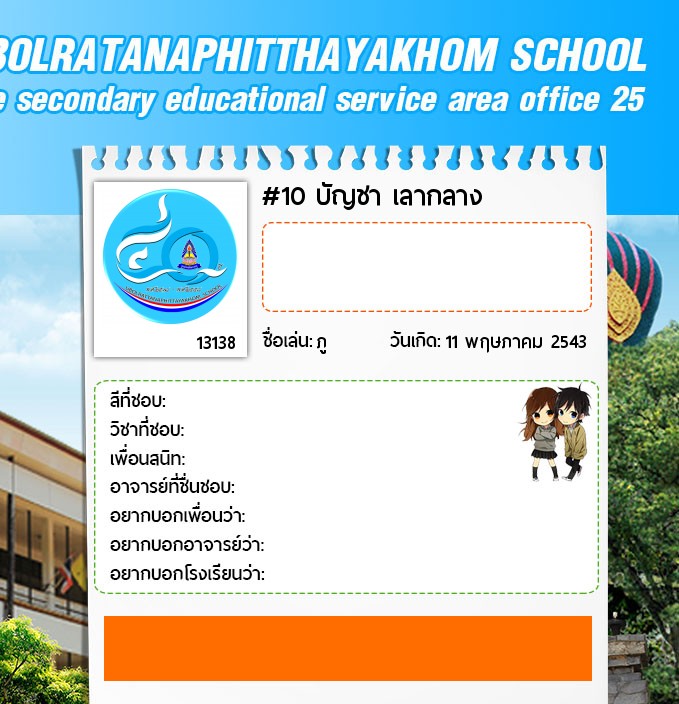 BOLRATANAPHITTHAYAKHOM SCHOOL
e secondary educational service area office 25
#10 บัญชา เลากลาง
13138
ชื่อเล่น: ภู
วันเกิด: 11 พฤษภาคม 2543
สีที่ชอบ:
วิชาที่ชอบ:
เพื่อนสนิท:
อาจารย์ที่ชื่นชอบ:
อยากบอกเพื่อนว่า:
อยากบอกอาจารย์ว่า:
อยากบอกโรงเรียนว่า: